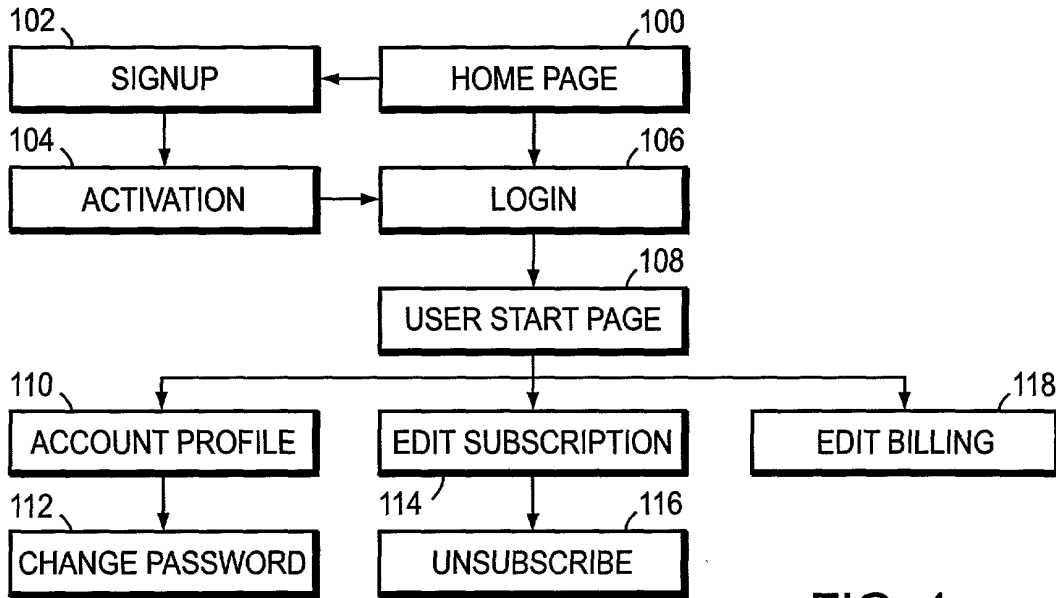 102
100
SIGNUP
HOME PAGE
104
106
ACTIVATION
LOGIN
108
USER START PAGE
110
118
ACCOUNT PROFILE
EDIT SUBSCRIPTION
EDIT BILLING
112
114
116
CHANGE PASSWORD
UNSUBSCRIBE